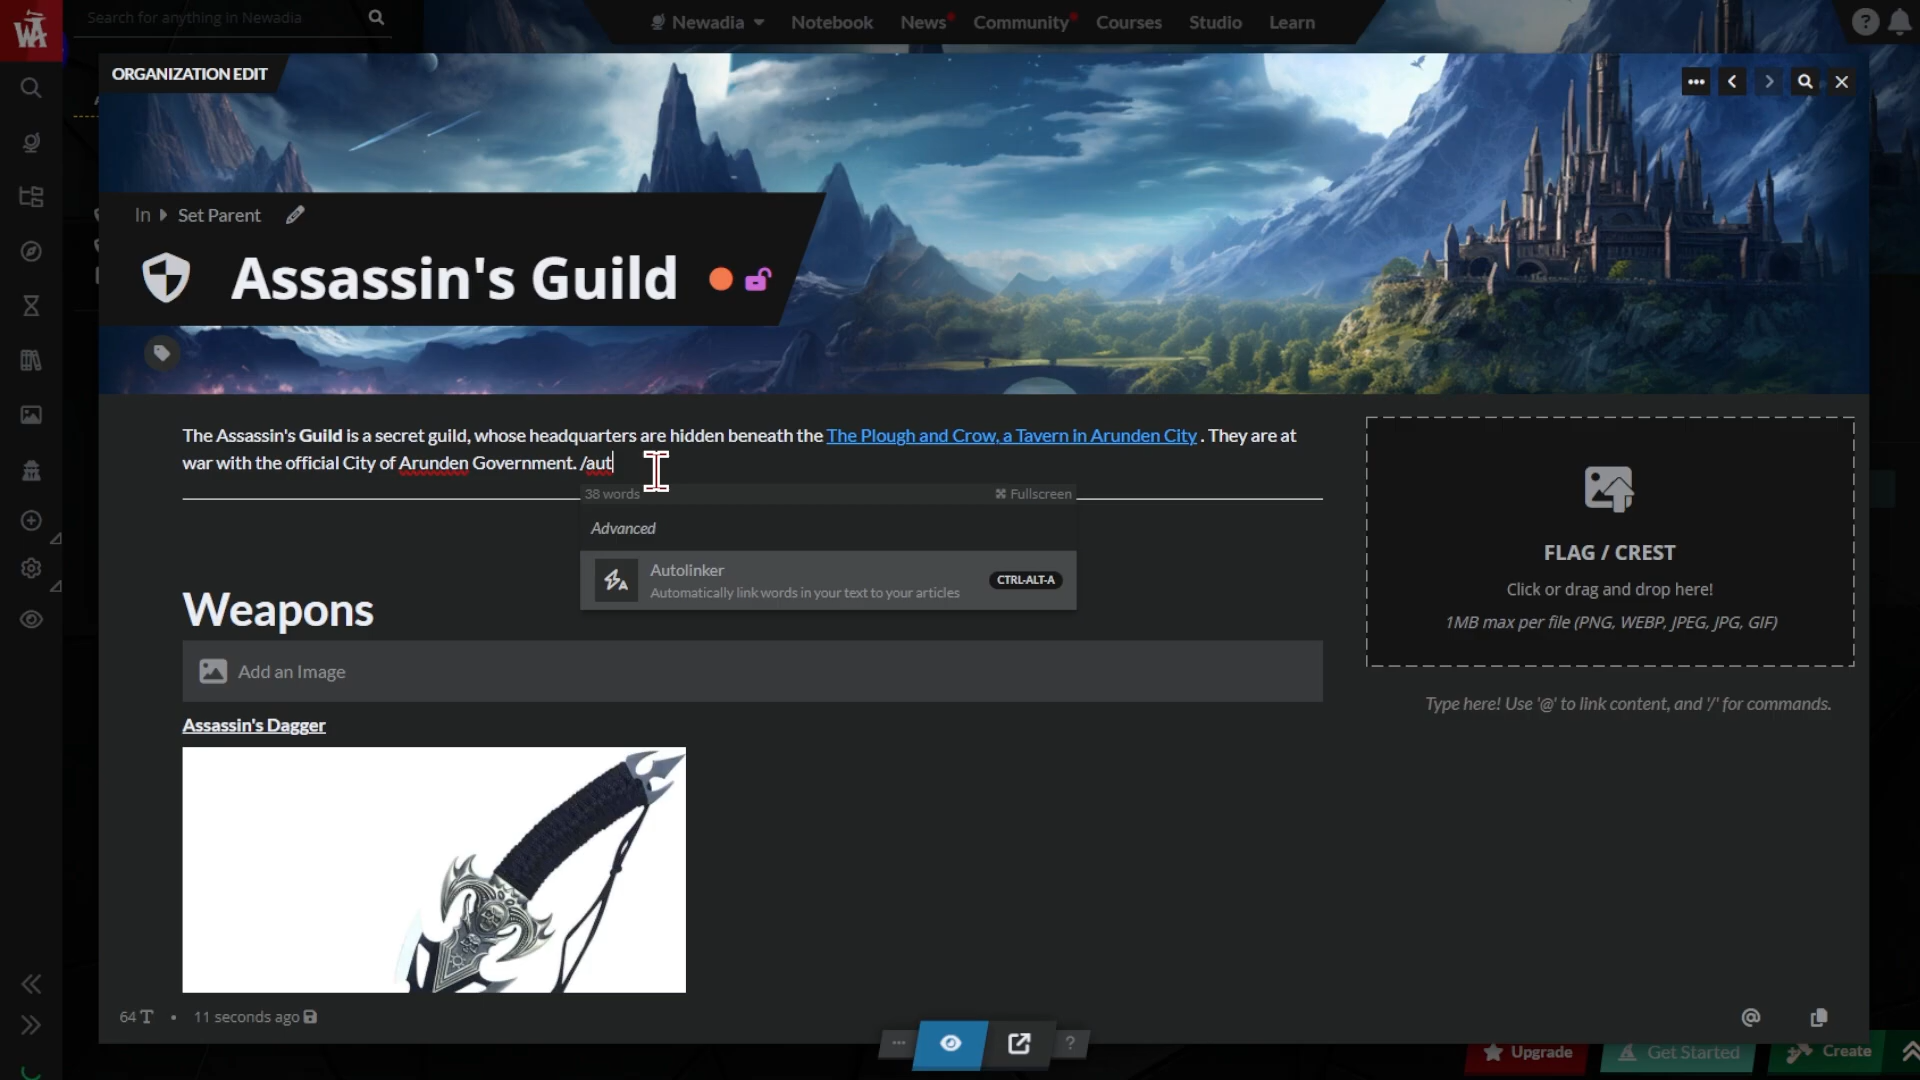 WA
Search for anything in Newadia
Newadia
Notebook
News
Community
Courses
Studio
Learn
?
ORGANIZATION EDIT
In
Set Parent
Assassin's Guild
The Assassin's Guild is a secret guild, whose headquarters are hidden beneath the The Plough and Crow, a Tavern in Arunden City . They are at
war with the official City of Arunden Government. /aut
38 words
Fullscreen
Advanced
Autolinker
Automatically link words in your text to your articles
CTRL-ALT-A
FLAG / CREST
Click or drag and drop here!
1MB max per file (PNG, WEBP, JPEG, JPG, GIF)
Type here! Use '@' to link content, and '/' for commands.
Weapons
Add an Image
Assassin's Dagger
64 T • 11 seconds ago
@
?
Upgrade
Get Started
Create